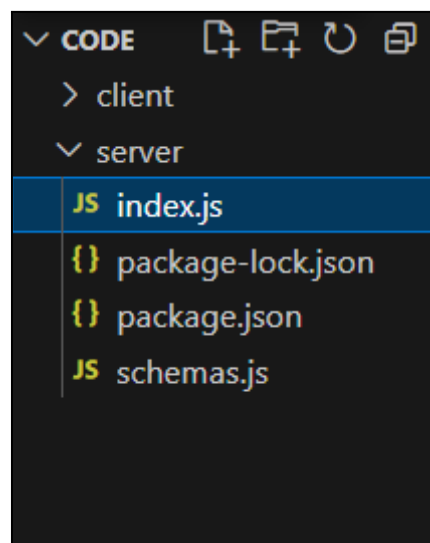 CODE
client
server
JS index.js
{} package-lock.json
{} package.json
JS schemas.js